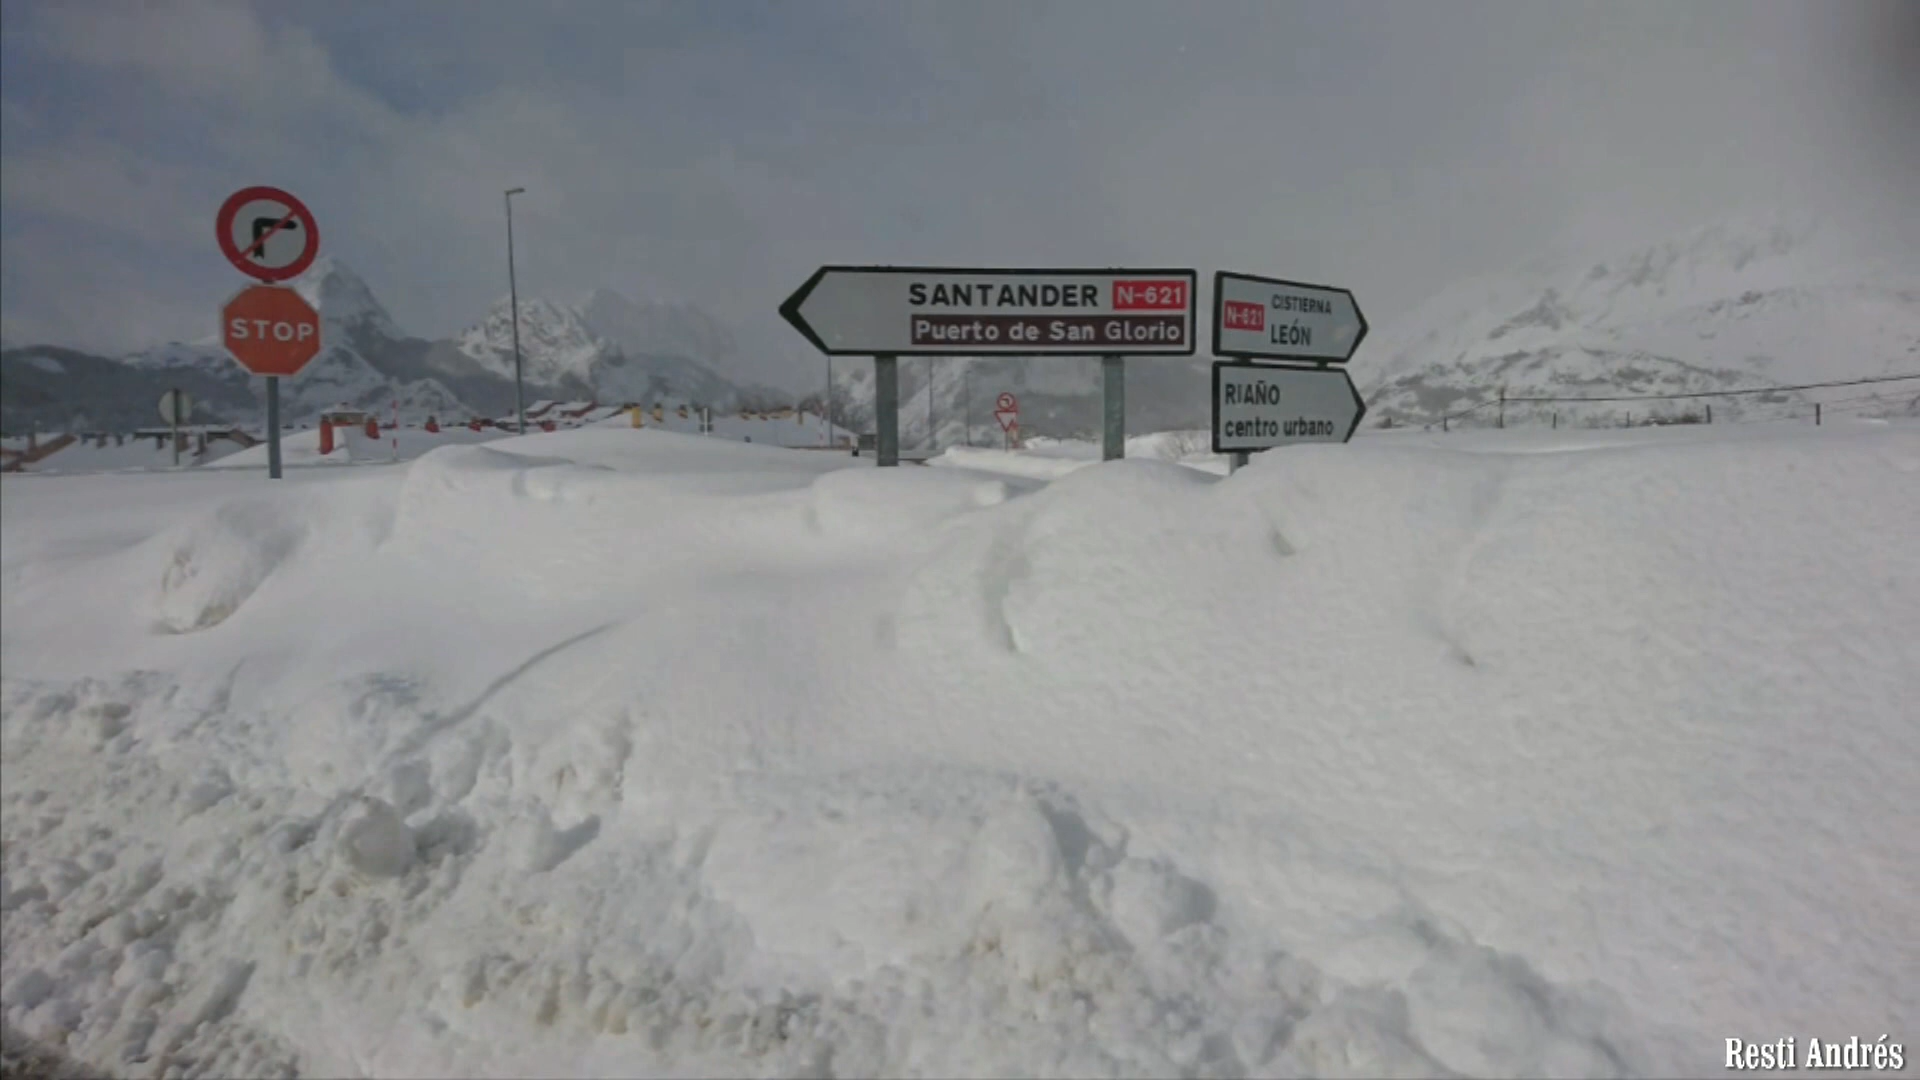 STOP
SANTANDER N-621
Puerto de San Glorio
N-621 CISTIERNA
LEÓN
RIAÑO
centro urbano
Resti Andrés